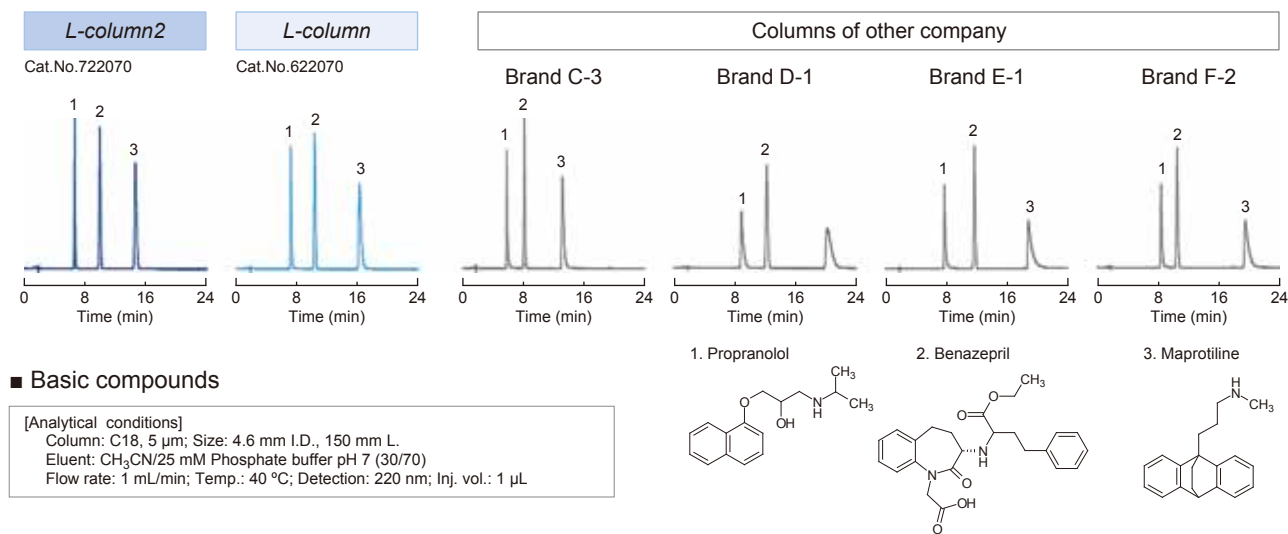 L-column2
L-column
Columns of other company
Cat.No.722070
Cat.No.622070
Brand C-3
Brand D-1
Brand E-1
Brand F-2
1
2
3
0 8 16 24
Time (min)
1
2
3
0 8 16 24
Time (min)
1
2
3
0 8 16 24
Time (min)
1
2
0 8 16 24
Time (min)
1
2
3
0 8 16 24
Time (min)
1
2
3
0 8 16 24
Time (min)
■ Basic compounds
[Analytical conditions]
Column: C18, 5 μm; Size: 4.6 mm I.D., 150 mm L.
Eluent: CH₃CN/25 mM Phosphate buffer pH 7 (30/70)
Flow rate: 1 mL/min; Temp.: 40 ºC; Detection: 220 nm; Inj. vol.: 1 μL
1. Propranolol
O
OH
N
H
CH₃
CH₃
2. Benazepril
CH₃
O
O
NH
N
O
OH
O
3. Maprotiline
H
N
CH₃